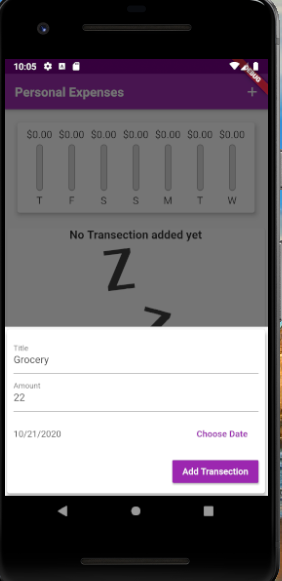 10:05
DEBUG
Personal Expenses +
$0.00 $0.00 $0.00 $0.00 $0.00 $0.00 $0.00
T F S S M T W
No Transection added yet
Z
Z
Title
Grocery
Amount
22
10/21/2020 Choose Date
Add Transection